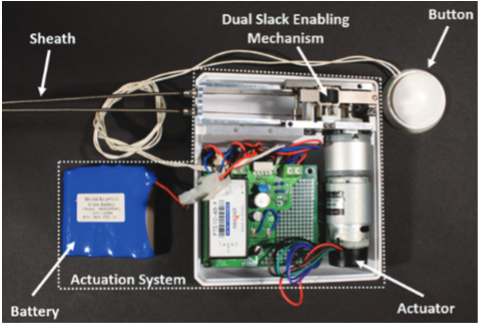 Button
Dual Slack Enabling
Mechanism
Sheath
Actuation System
Battery
Actuator